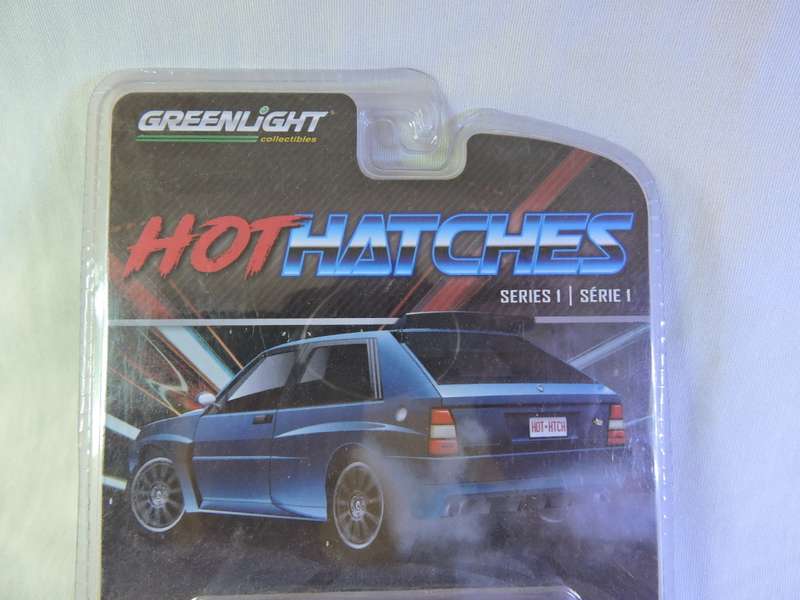 GREENLiGHT
collectibles
HOT HATCHES
SERIES 1 | SÉRIE 1
HOT-HTCH